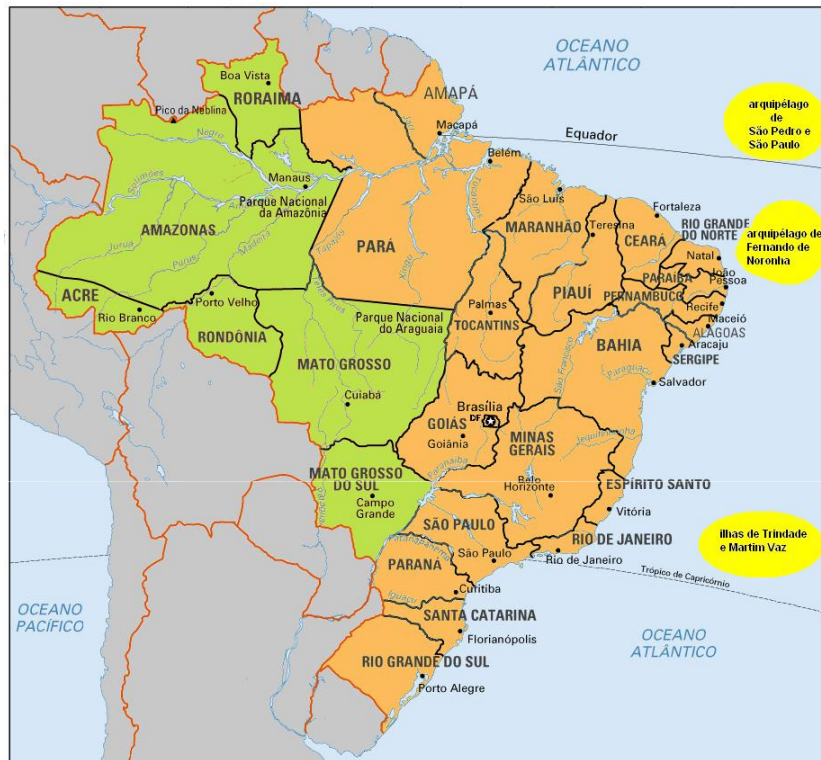 OCEANO
ATLÂNTICO
Boa Vista
RORAIMA
Pico da Neblina
AMAPÁ
arquipélago
de
São Pedro e
São Paulo
Negro
Jari
Macapá
Equador
Belém
Solimões
Manaus
Parque Nacional
da Amazônia
São Luís
Fortaleza
AMAZONAS
Madeira
Tapajós
PARÁ
Xingu
Tocantins
MARANHÃO
Teresina
CEARÁ
RIO GRANDE
DO NORTE
arquipélago de
Fernando de
Noronha
Natal
Jurua
Purus
João
Pessoa
PARAÍBA
ACRE
Porto Velho
Palmas
PIAUÍ
PERNAMBUCO
Recife
Rio Branco
Parque Nacional
do Araguaia
TOCANTINS
Maceió
ALAGOAS
RONDÔNIA
BAHIA
Aracaju
SERGIPE
MATO GROSSO
São Francisco
Paraguaçu
Salvador
Cuiabá
Brasília
DF
GOIÁS
Goiânia
MINAS
GERAIS
Jequitinhonha
MATO GROSSO
DO SUL
Paranaíba
Belo
Horizonte
ESPÍRITO SANTO
Campo
Grande
Vitória
SÃO PAULO
RIO DE JANEIRO
ilhas de Trindade
e Martim Vaz
Paranapanema
São Paulo
Rio de Janeiro
PARANÁ
Trópico de Capricórnio
Curitiba
Iguaçu
OCEANO
PACÍFICO
SANTA CATARINA
Florianópolis
OCEANO
ATLÂNTICO
RIO GRANDE DO SUL
Porto Alegre